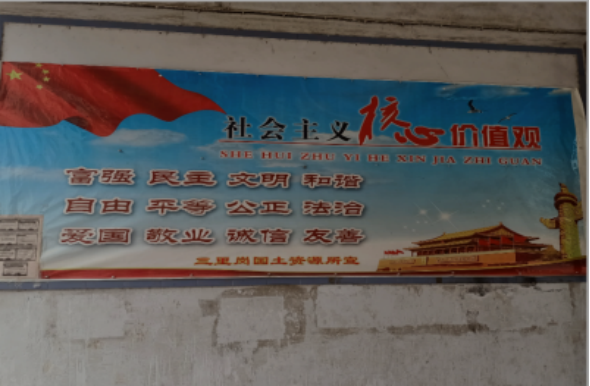 社会主义核心价值观
SHE HUI ZHU YI HE XIN JIA ZHI GUAN
富强 民主 文明 和谐
自由 平等 公正 法治
爱国 敬业 诚信 友善
三里岗国土资源所宣